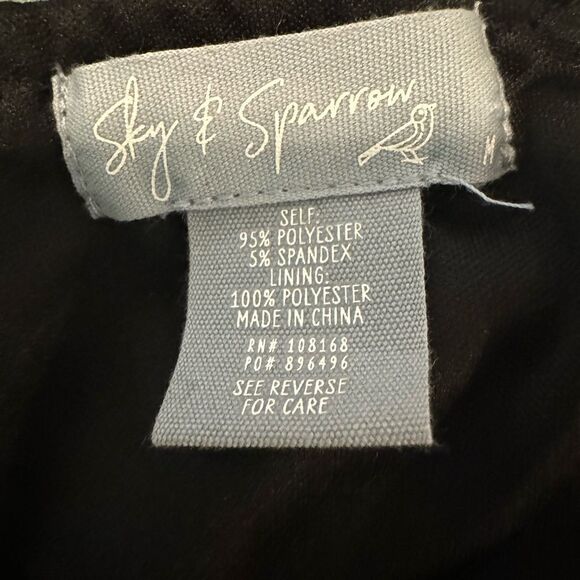 Sky & Sparrow
M
SELF:
95% POLYESTER
5% SPANDEX
LINING:
100% POLYESTER
MADE IN CHINA
RN# 108168
PO# 896496
SEE REVERSE
FOR CARE